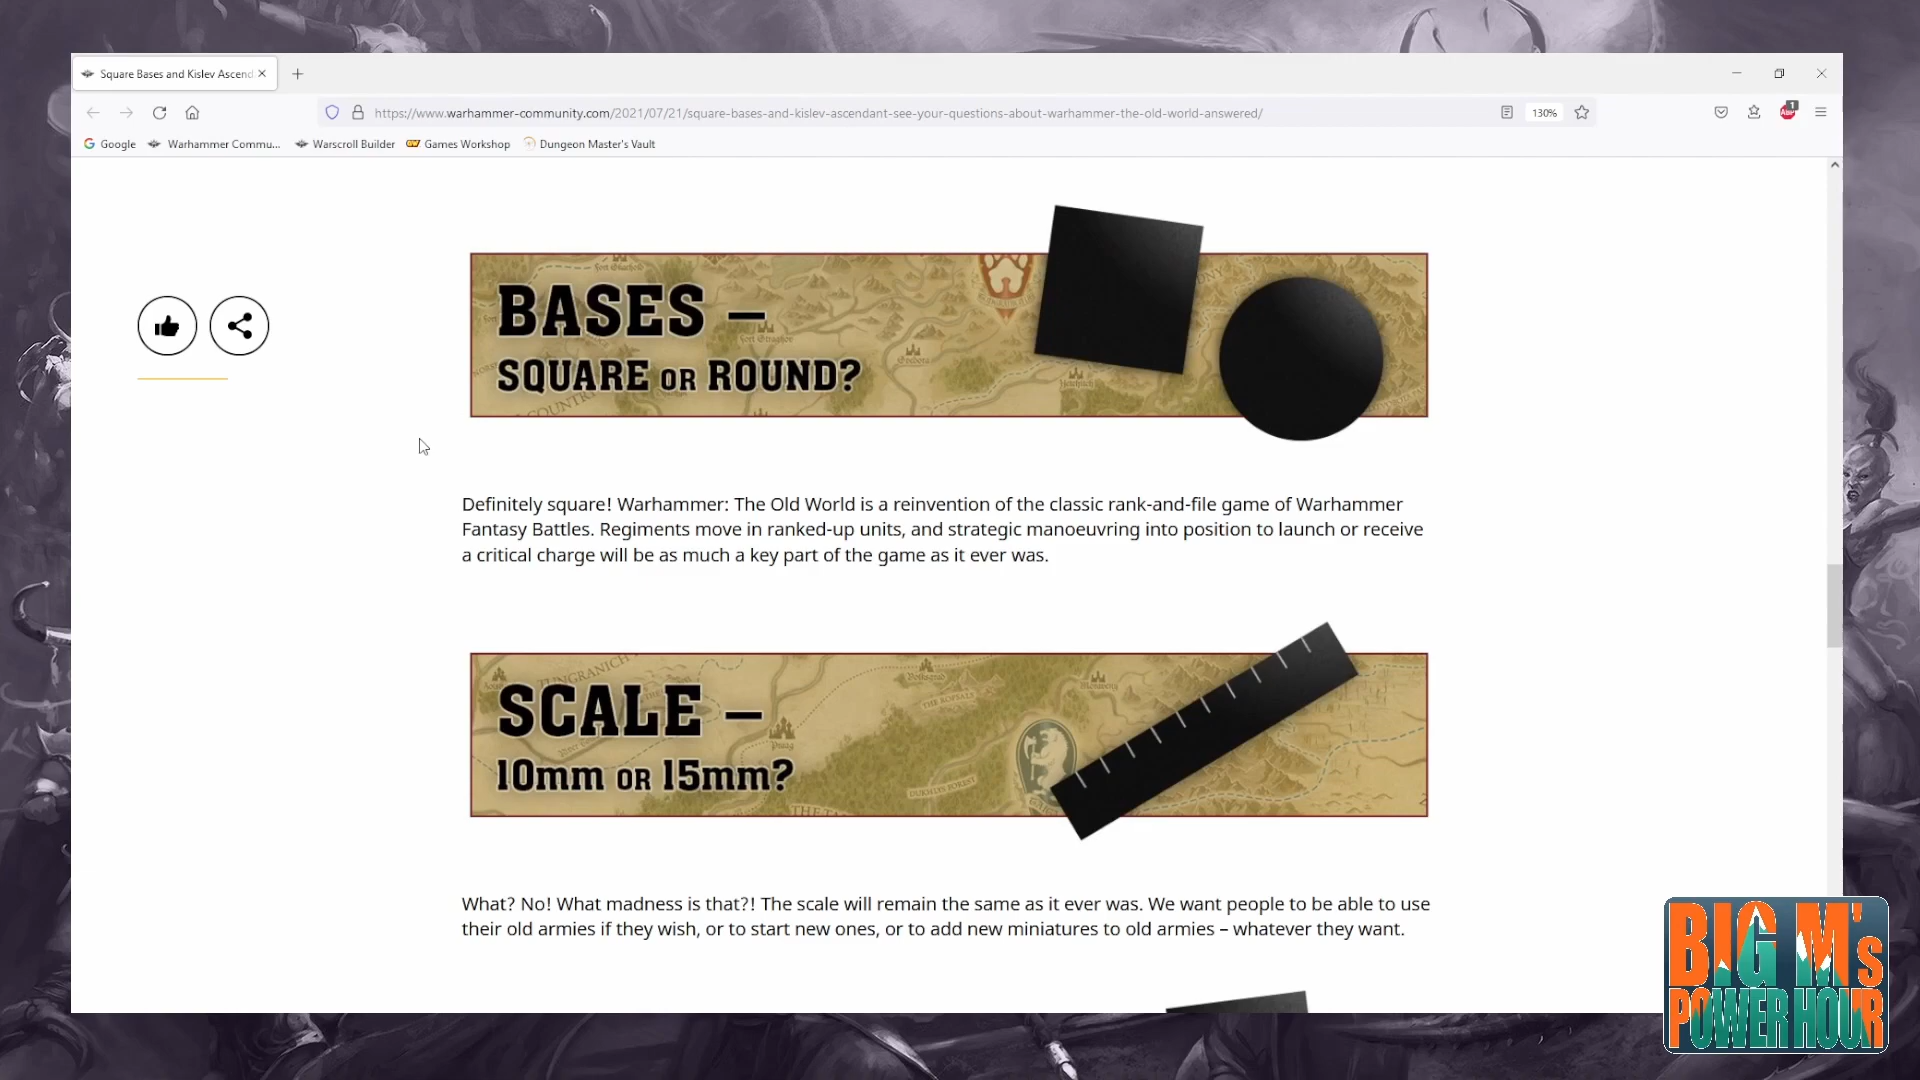 Square Bases and Kislev Ascend
https://www.warhammer-community.com/2021/07/21/square-bases-and-kislev-ascendant-see-your-questions-about-warhammer-the-old-world-answered/
130%
1
Google
Warhammer Commu...
Warscroll Builder
Games Workshop
Dungeon Master's Vault
BASES –
SQUARE OR ROUND?
Definitely square! Warhammer: The Old World is a reinvention of the classic rank-and-file game of Warhammer
Fantasy Battles. Regiments move in ranked-up units, and strategic manoeuvring into position to launch or receive
a critical charge will be as much a key part of the game as it ever was.
SCALE –
10mm OR 15mm?
THE KOPSALS
DUKHLYS FOREST
What? No! What madness is that?! The scale will remain the same as it ever was. We want people to be able to use
their old armies if they wish, or to start new ones, or to add new miniatures to old armies – whatever they want.
BIG M's
POWER HOUR